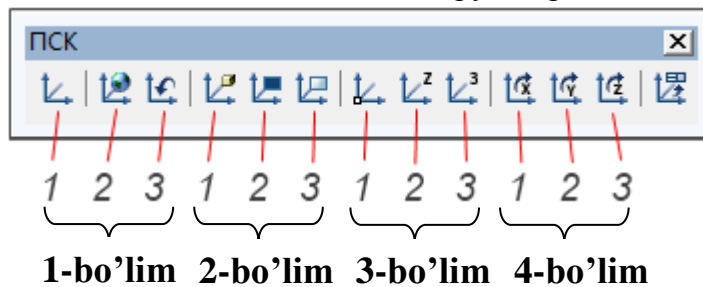 ПСК
Z 3 X Y Z
1 2 3 1 2 3 1 2 3 1 2 3
1-bo’lim 2-bo’lim 3-bo’lim 4-bo’lim